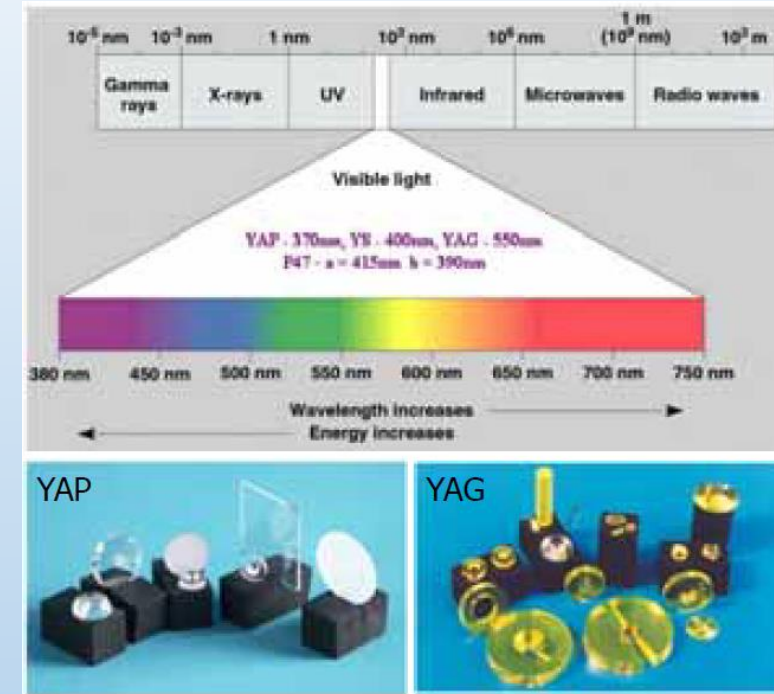 1 m
10⁻⁵ nm 10⁻³ nm 1 nm 10³ nm 10⁶ nm (10⁹ nm) 10³ m
Gamma rays X-rays UV Infrared Microwaves Radio waves
Visible light
YAP - 370nm, YS - 400nm, YAG - 550nm
P47 - a = 415nm b = 390nm
380 nm 450 nm 500 nm 550 nm 600 nm 650 nm 700 nm 750 nm
Wavelength increases
Energy increases
YAP YAG